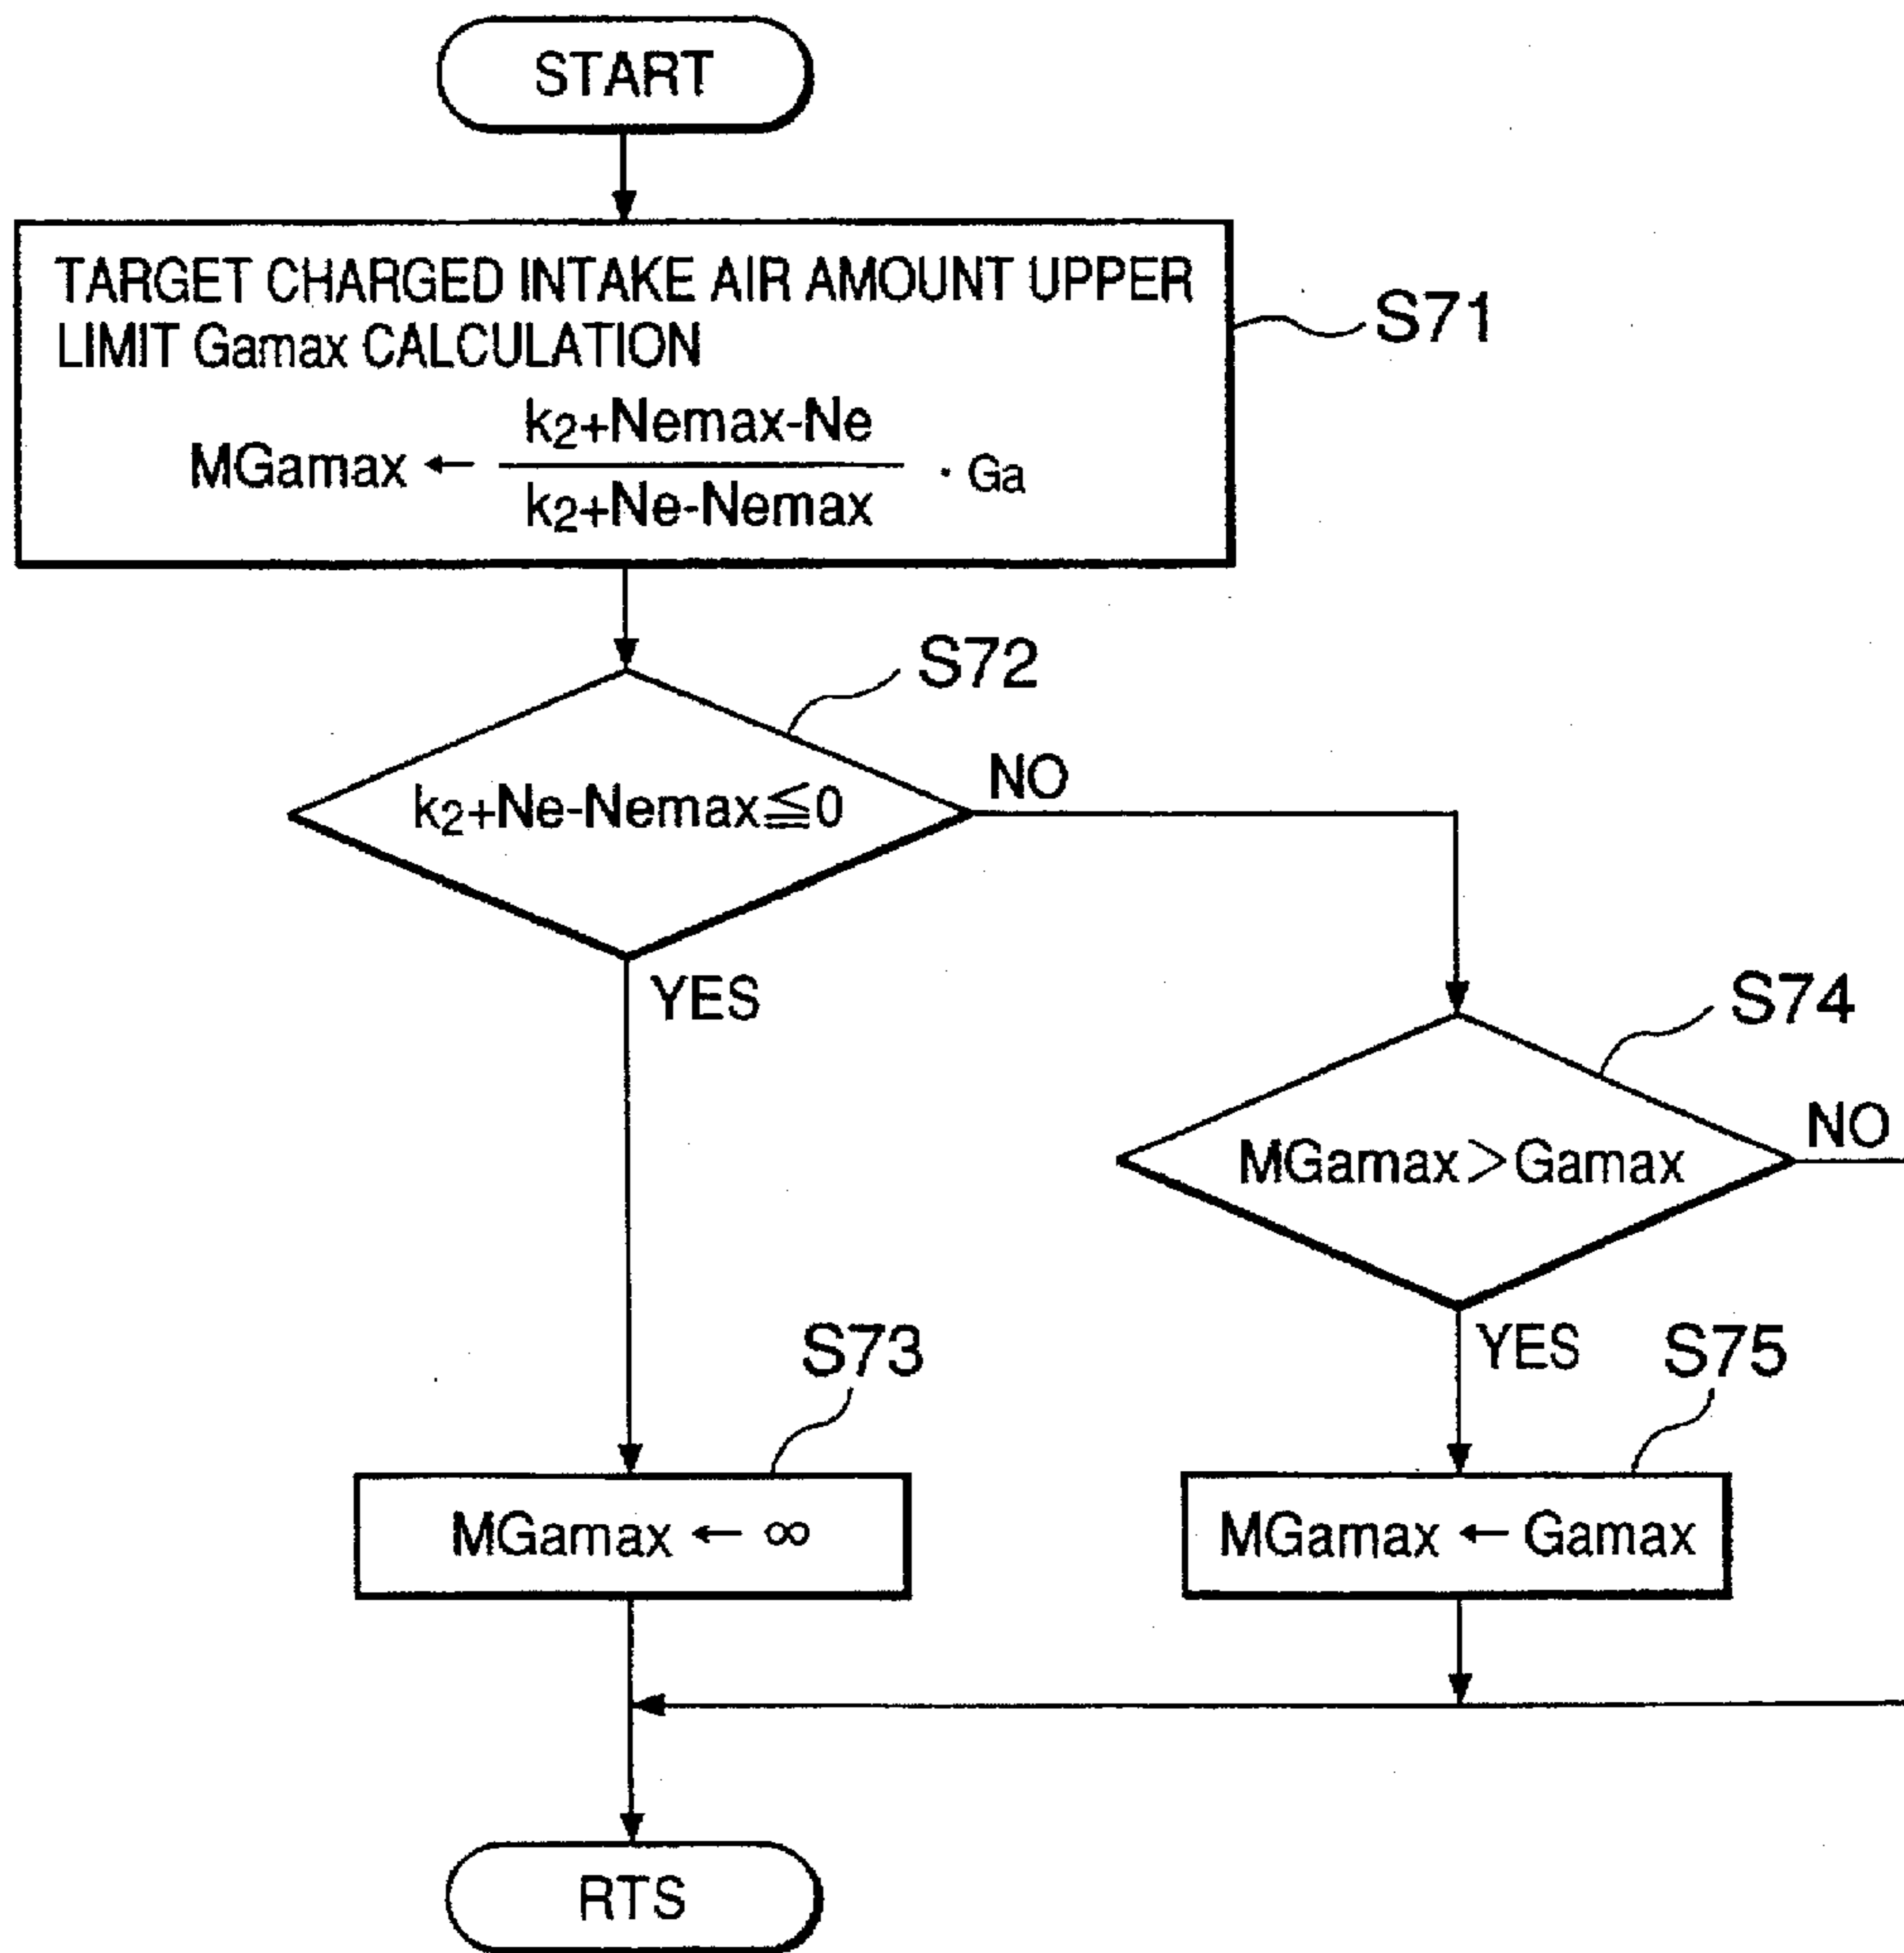 START
TARGET CHARGED INTAKE AIR AMOUNT UPPER
LIMIT Gamax CALCULATION
k2+Nemax-Ne
MGamax ← · Ga
k2+Ne-Nemax
S71
S72
k2+Ne-Nemax≦0
NO
YES
S74
MGamax>Gamax
NO
YES
S73
S75
MGamax ← ∞
MGamax ← Gamax
RTS